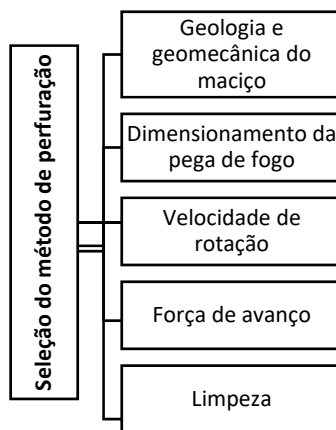 Seleção do método de perfuração
Geologia e
geomecânica do
maciço
Dimensionamento da
pega de fogo
Velocidade de
rotação
Força de avanço
Limpeza